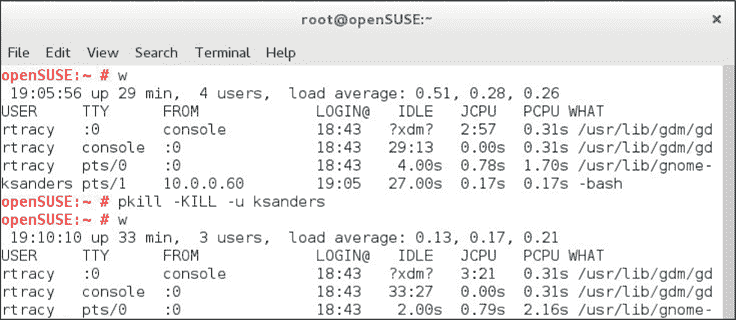 root@openSUSE:~ ×
File Edit View Search Terminal Help
openSUSE:~ # w
19:05:56 up 29 min, 4 users, load average: 0.51, 0.28, 0.26
USER TTY FROM LOGIN@ IDLE JCPU PCPU WHAT
rtracy :0 console 18:43 ?xdm? 2:57 0.31s /usr/lib/gdm/gd
rtracy console :0 18:43 29:13 0.00s 0.31s /usr/lib/gdm/gd
rtracy pts/0 :0 18:43 4.00s 0.78s 1.70s /usr/lib/gnome-
ksanders pts/1 10.0.0.60 19:05 27.00s 0.17s 0.17s -bash
openSUSE:~ # pkill -KILL -u ksanders
openSUSE:~ # w
19:10:10 up 33 min, 3 users, load average: 0.13, 0.17, 0.21
USER TTY FROM LOGIN@ IDLE JCPU PCPU WHAT
rtracy :0 console 18:43 ?xdm? 3:21 0.31s /usr/lib/gdm/gd
rtracy console :0 18:43 33:27 0.00s 0.31s /usr/lib/gdm/gd
rtracy pts/0 :0 18:43 2.00s 0.79s 2.16s /usr/lib/gnome-